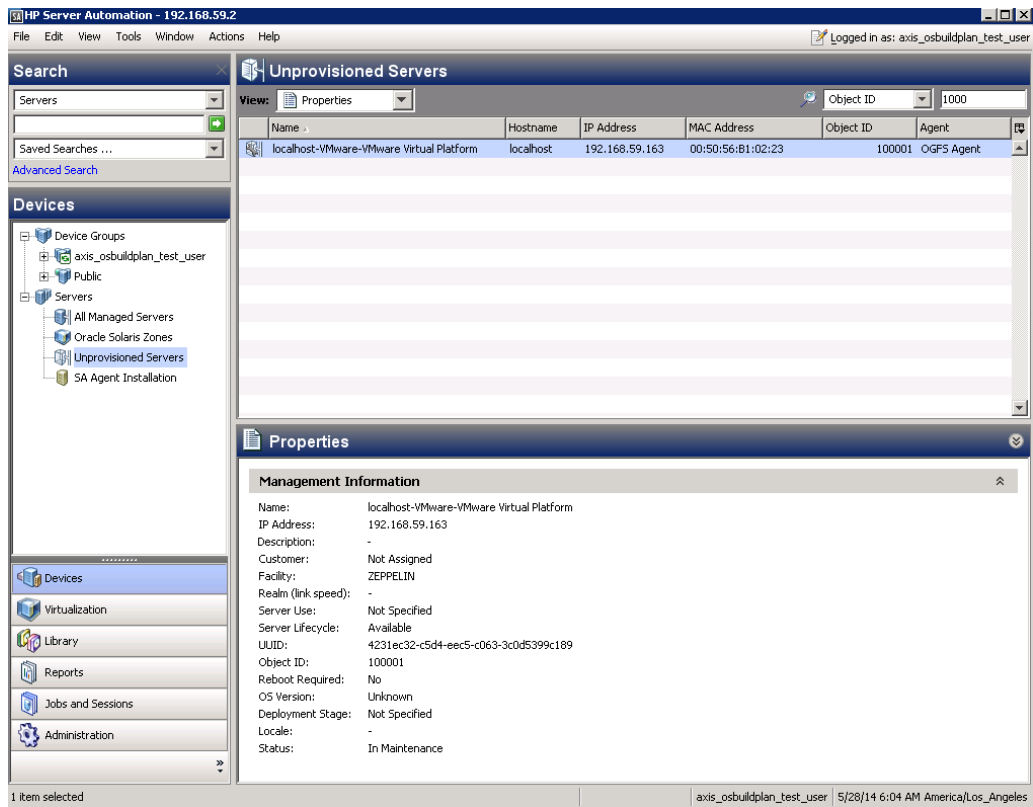 HP Server Automation - 192.168.59.2
File Edit View Tools Window Actions Help
Logged in as: axis_osbuildplan_test_user
Search
Servers
Saved Searches ...
Advanced Search
Devices
Device Groups
axis_osbuildplan_test_user
Public
Servers
All Managed Servers
Oracle Solaris Zones
Unprovisioned Servers
SA Agent Installation
Devices
Virtualization
Library
Reports
Jobs and Sessions
Administration
Unprovisioned Servers
View: Properties Object ID 1000
Name Hostname IP Address MAC Address Object ID Agent
localhost-VMware-VMware Virtual Platform localhost 192.168.59.163 00:50:56:B1:02:23 100001 OGFS Agent
Properties
Management Information
Name: localhost-VMware-VMware Virtual Platform
IP Address: 192.168.59.163
Description: -
Customer: Not Assigned
Facility: ZEPPELIN
Realm (link speed): -
Server Use: Not Specified
Server Lifecycle: Available
UUID: 4231ec32-c5d4-eec5-c063-3c0d5399c189
Object ID: 100001
Reboot Required: No
OS Version: Unknown
Deployment Stage: Not Specified
Locale: -
Status: In Maintenance
1 item selected
axis_osbuildplan_test_user 5/28/14 6:04 AM America/Los_Angeles